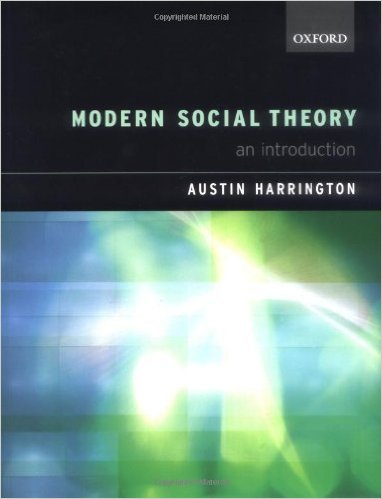 Copyrighted Material
OXFORD
MODERN SOCIAL THEORY
an introduction
AUSTIN HARRINGTON
Copyrighted Material